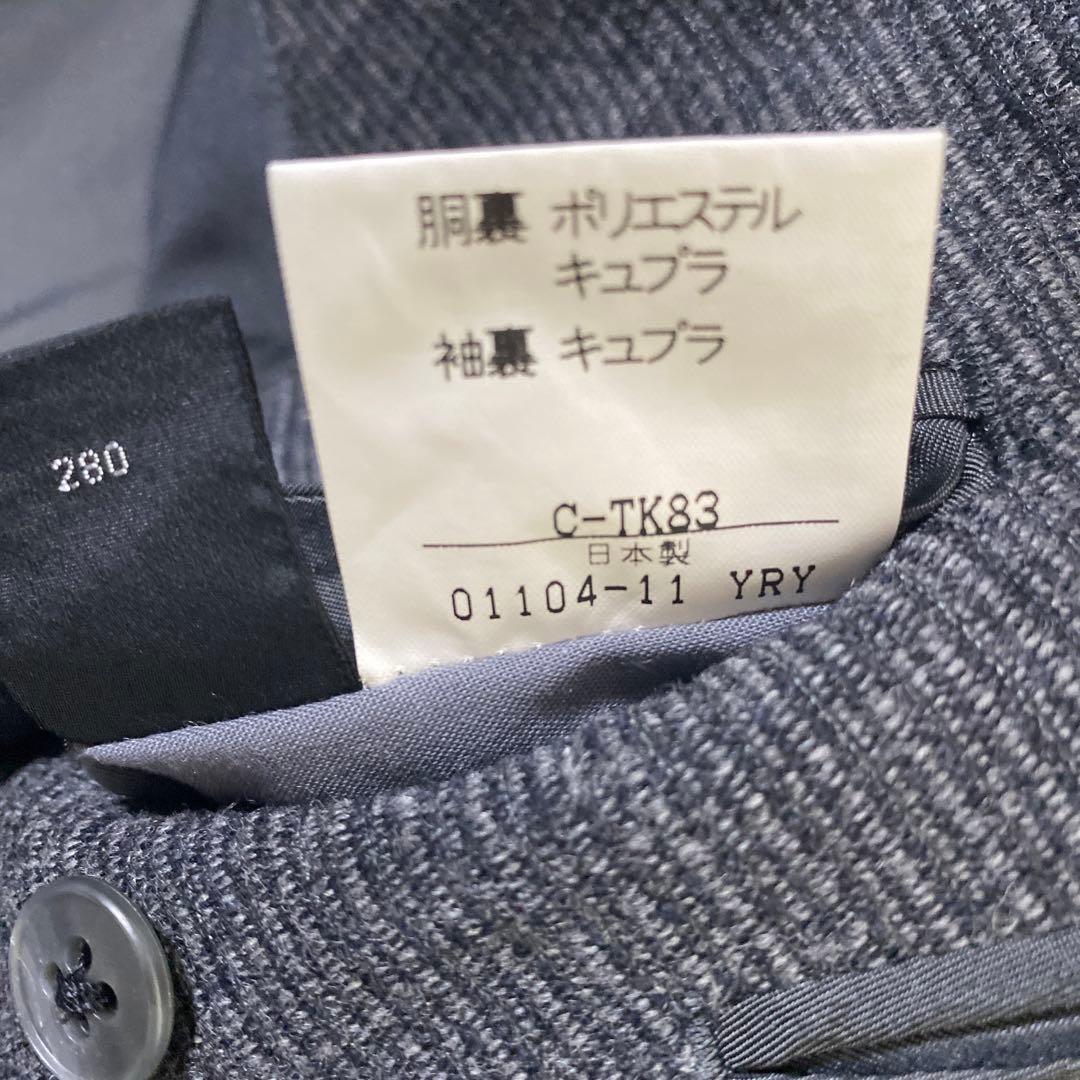 胴裏 ポリエステル
キュプラ
袖裏 キュプラ
C-TK83
日本製
01104-11 YRY
280